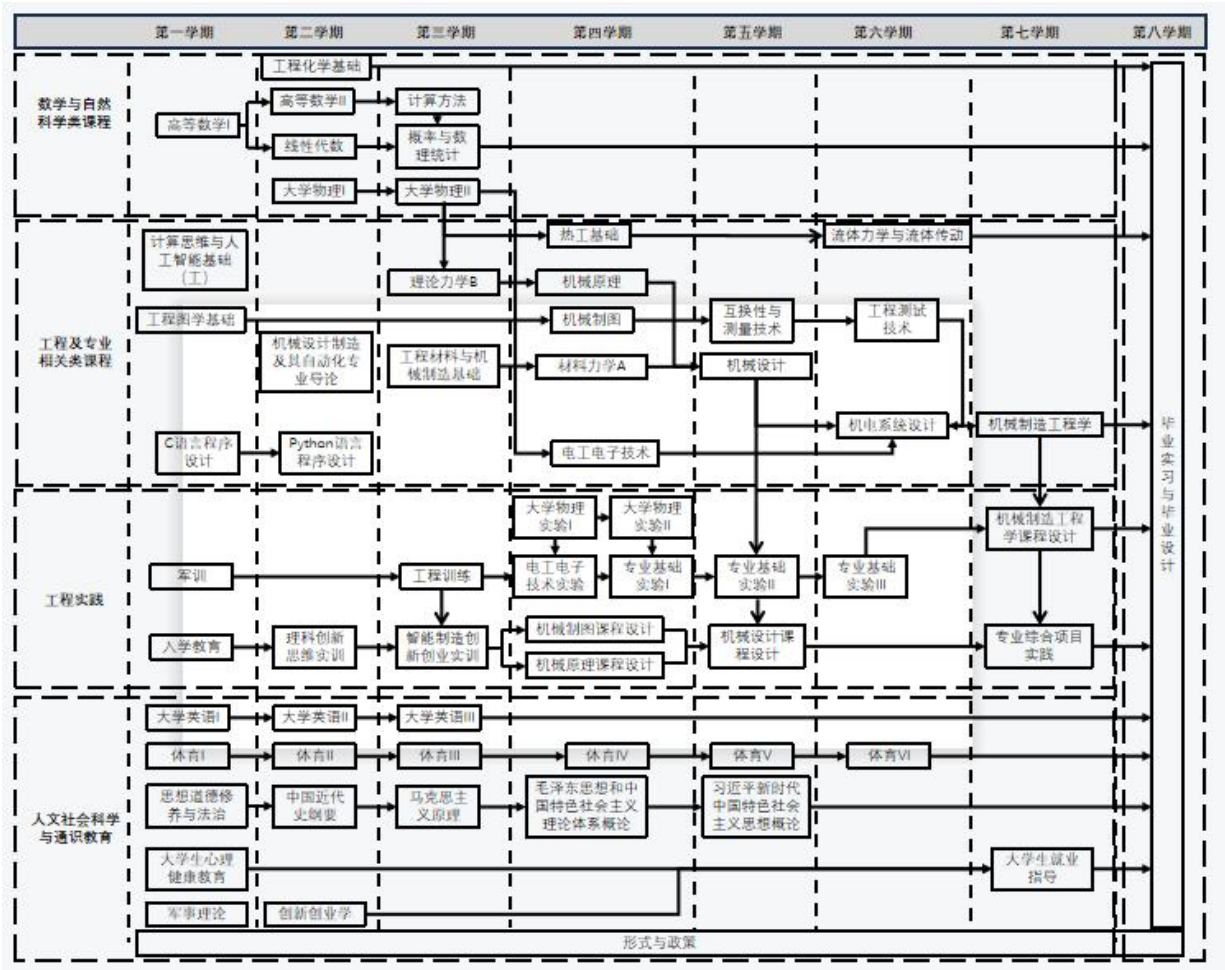 第一学期 第二学期 第三学期 第四学期 第五学期 第六学期 第七学期 第八学期
数学与自然
科学类课程
工程化学基础
高等数学I
高等数学II
计算方法
线性代数
概率与数
理统计
大学物理I
大学物理II
工程及专业
相关类课程
计算思维与人
工智能基础
（工）
热工基础
流体力学与流体传动
理论力学B
机械原理
工程图学基础
机械制图
互换性与
测量技术
工程测试
技术
机械设计制造
及其自动化专
业导论
工程材料与机
械制造基础
材料力学A
机械设计
机电系统设计
机械制造工程学
C语言程序
设计
Python语言
程序设计
电工电子技术
工程实践
大学物理
实验I
大学物理
实验II
机械制造工程
学课程设计
军训
工程训练
电工电子
技术实验
专业基础
实验I
专业基础
实验II
专业基础
实验III
入学教育
理科创新
思维实训
智能制造创
新创业实训
机械制图课程设计
机械原理课程设计
机械设计课
程设计
专业综合项目
实践
人文社会科学
与通识教育
大学英语I
大学英语II
大学英语III
体育I
体育II
体育III
体育IV
体育V
体育VI
思想道德修
养与法治
中国近代
史纲要
马克思主
义原理
毛泽东思想和中
国特色社会主义
理论体系概论
习近平新时代
中国特色社会
主义思想概论
大学生心理
健康教育
大学生就业
指导
军事理论
创新创业学
形式与政策
毕业实习与毕业设计